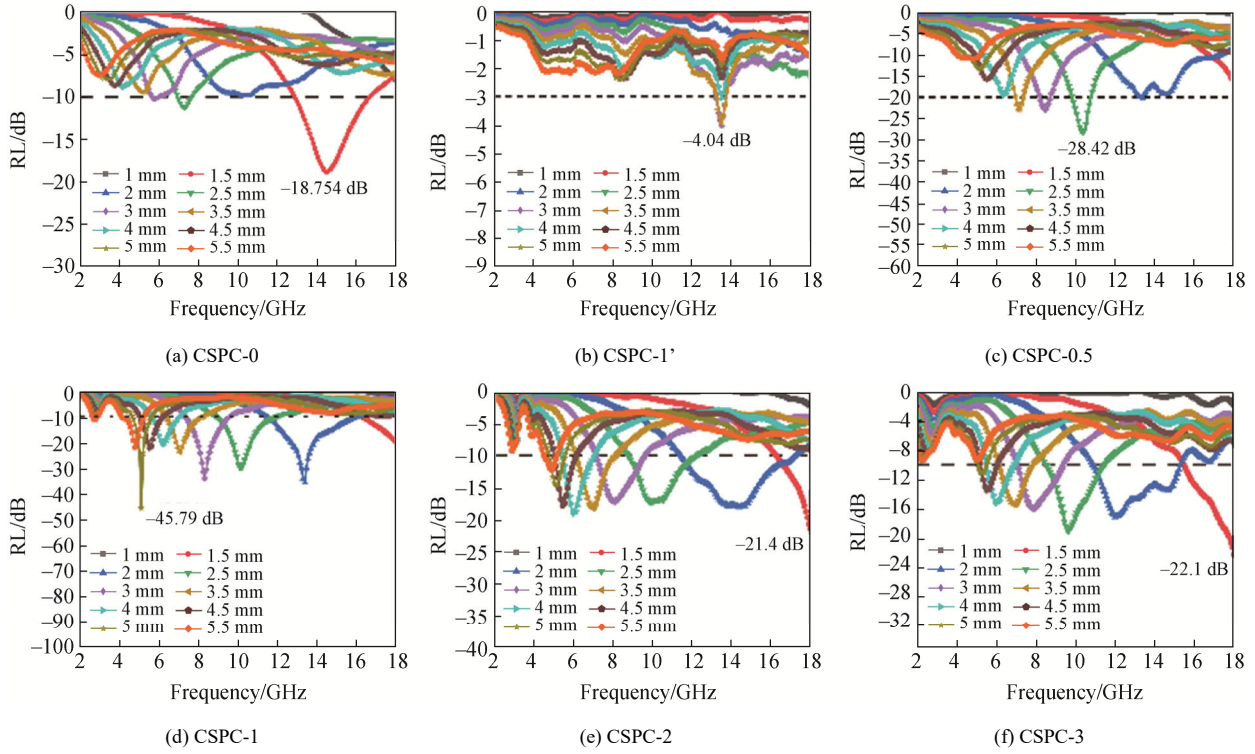 0
−5
−10
−15
−20
−25
−30
RL/dB
−18.754 dB
1 mm 1.5 mm
2 mm 2.5 mm
3 mm 3.5 mm
4 mm 4.5 mm
5 mm 5.5 mm
2 4 6 8 10 12 14 16 18
Frequency/GHz
(a) CSPC-0
0
−1
−2
−3
−4
−5
−6
−7
−8
−9
RL/dB
−4.04 dB
1 mm 1.5 mm
2 mm 2.5 mm
3 mm 3.5 mm
4 mm 4.5 mm
5 mm 5.5 mm
2 4 6 8 10 12 14 16 18
Frequency/GHz
(b) CSPC-1’
0
−5
−10
−15
−20
−25
−30
−35
−40
−45
−50
−55
−60
RL/dB
−28.42 dB
1 mm 1.5 mm
2 mm 2.5 mm
3 mm 3.5 mm
4 mm 4.5 mm
5 mm 5.5 mm
2 4 6 8 10 12 14 16 18
Frequency/GHz
(c) CSPC-0.5
0
−10
−20
−30
−40
−50
−60
−70
−80
−90
−100
RL/dB
−45.79 dB
1 mm 1.5 mm
2 mm 2.5 mm
3 mm 3.5 mm
4 mm 4.5 mm
5 mm 5.5 mm
2 4 6 8 10 12 14 16 18
Frequency/GHz
(d) CSPC-1
0
−5
−10
−15
−20
−25
−30
−35
−40
RL/dB
−21.4 dB
1 mm 1.5 mm
2 mm 2.5 mm
3 mm 3.5 mm
4 mm 4.5 mm
5 mm 5.5 mm
2 4 6 8 10 12 14 16 18
Frequency/GHz
(e) CSPC-2
0
−4
−8
−12
−16
−20
−24
−28
−32
RL/dB
−22.1 dB
1 mm 1.5 mm
2 mm 2.5 mm
3 mm 3.5 mm
4 mm 4.5 mm
5 mm 5.5 mm
2 4 6 8 10 12 14 16 18
Frequency/GHz
(f) CSPC-3